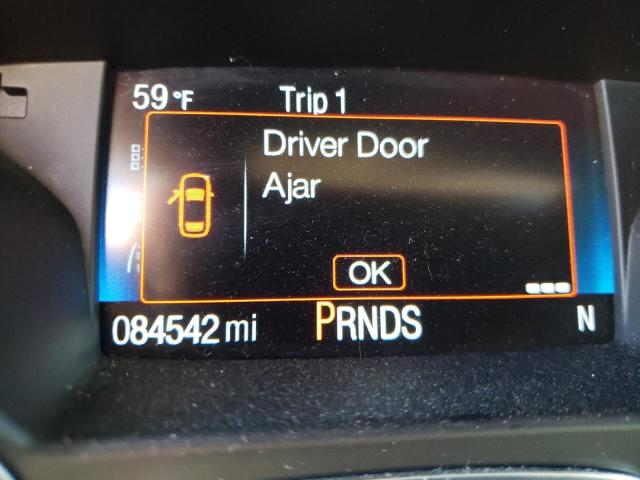 59 °F Trip 1
Driver Door
Ajar
OK
084542 mi PRNDS N